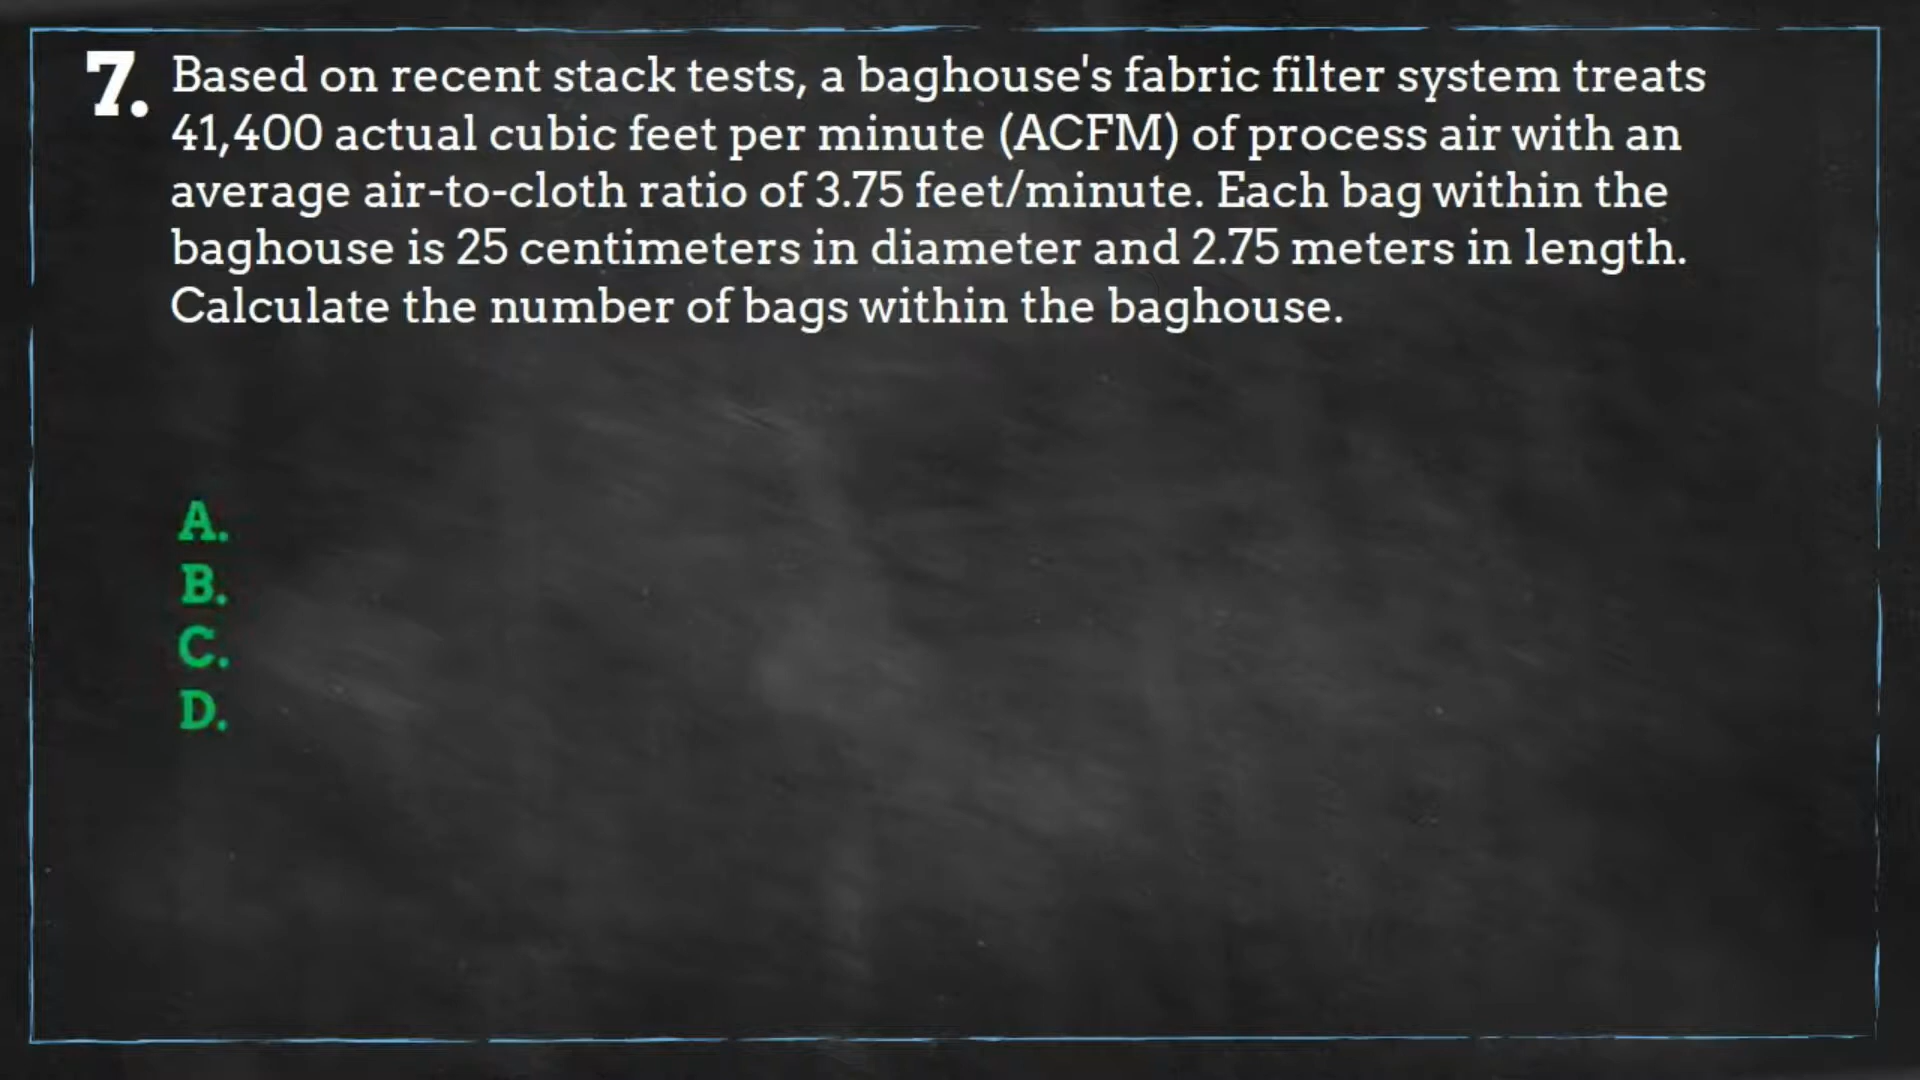 7. Based on recent stack tests, a baghouse's fabric filter system treats
41,400 actual cubic feet per minute (ACFM) of process air with an
average air-to-cloth ratio of 3.75 feet/minute. Each bag within the
baghouse is 25 centimeters in diameter and 2.75 meters in length.
Calculate the number of bags within the baghouse.
A.
B.
C.
D.